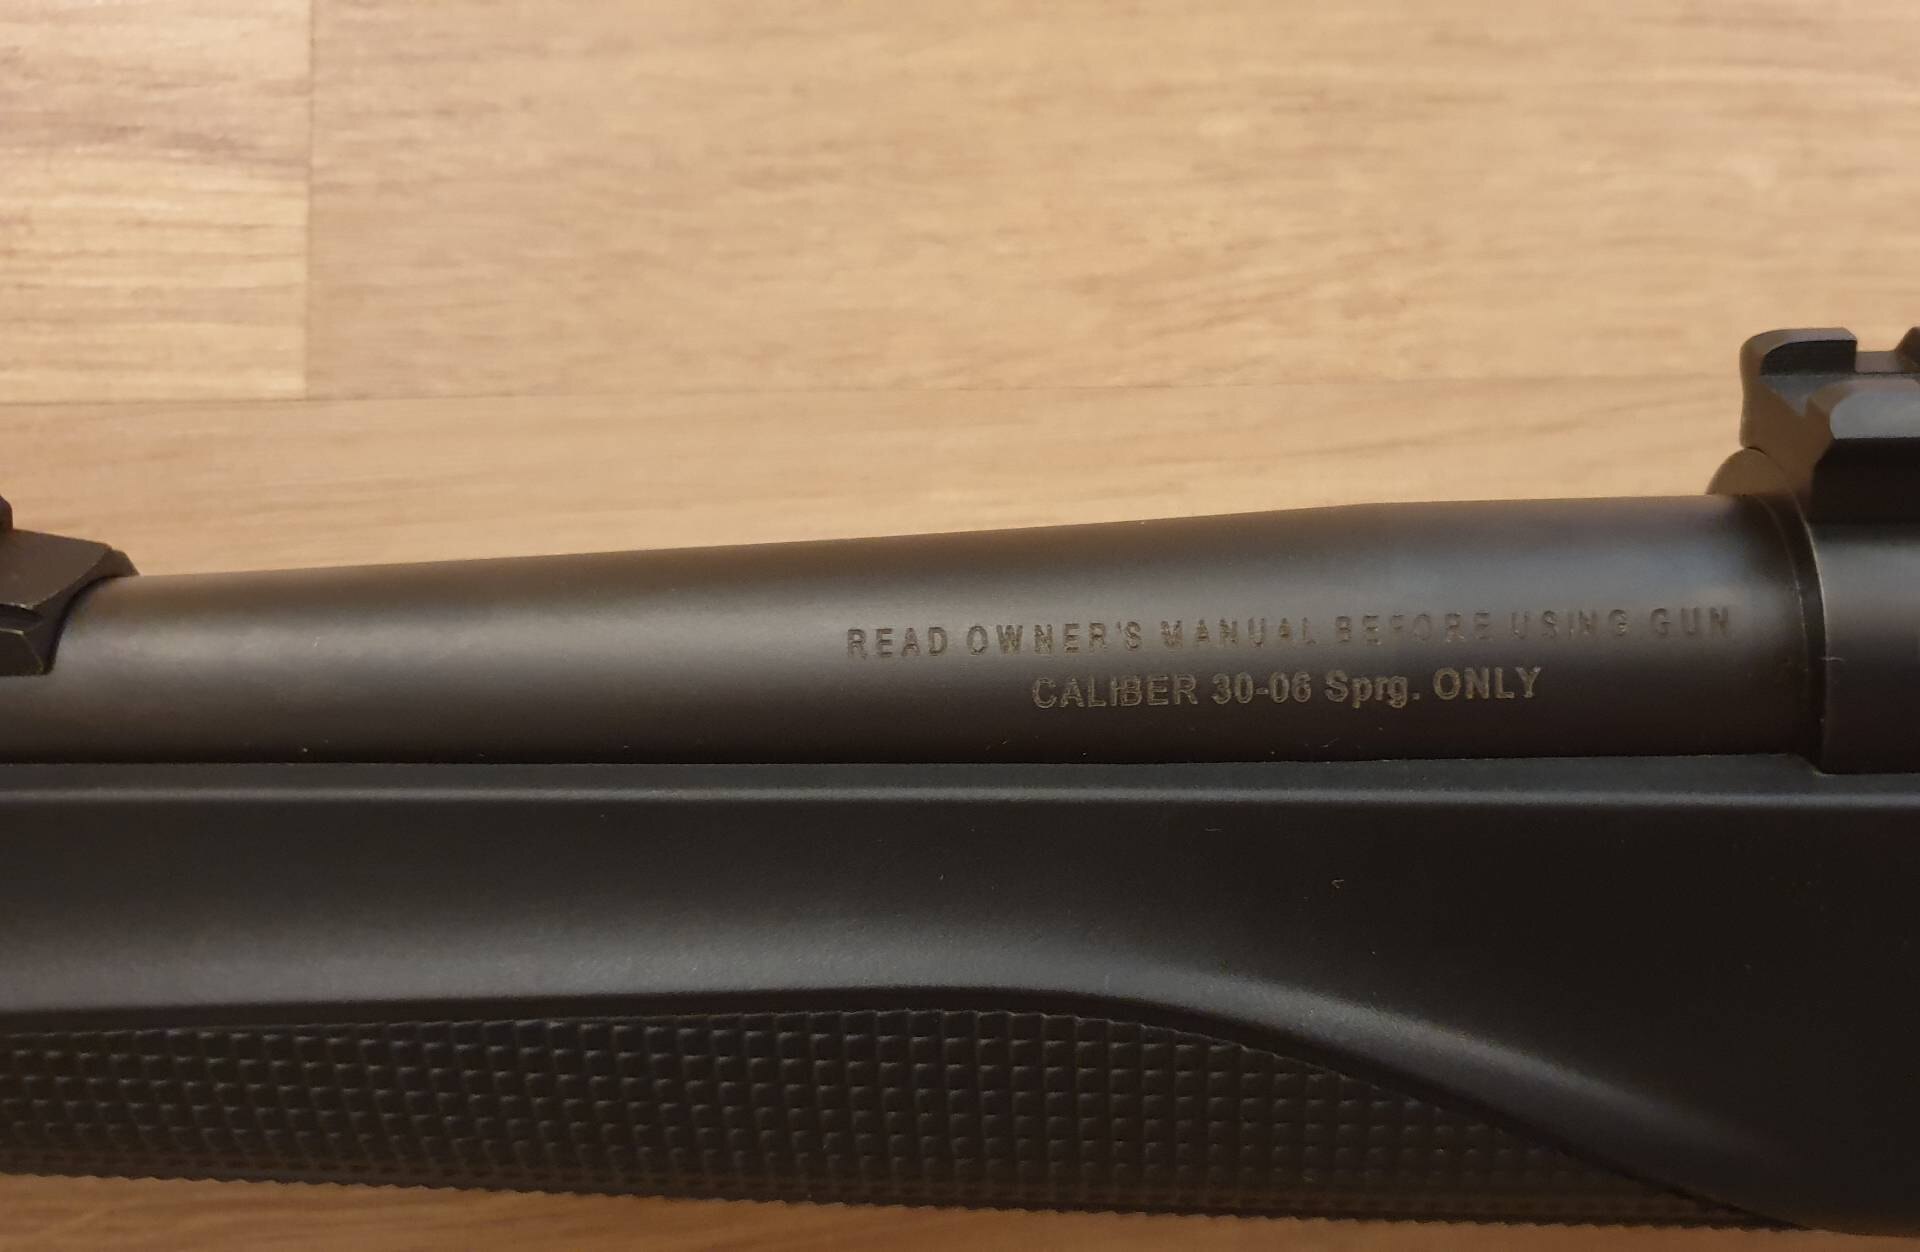 READ OWNER'S MANUAL BEFORE USING GUN
CALIBER 30-06 Sprg. ONLY